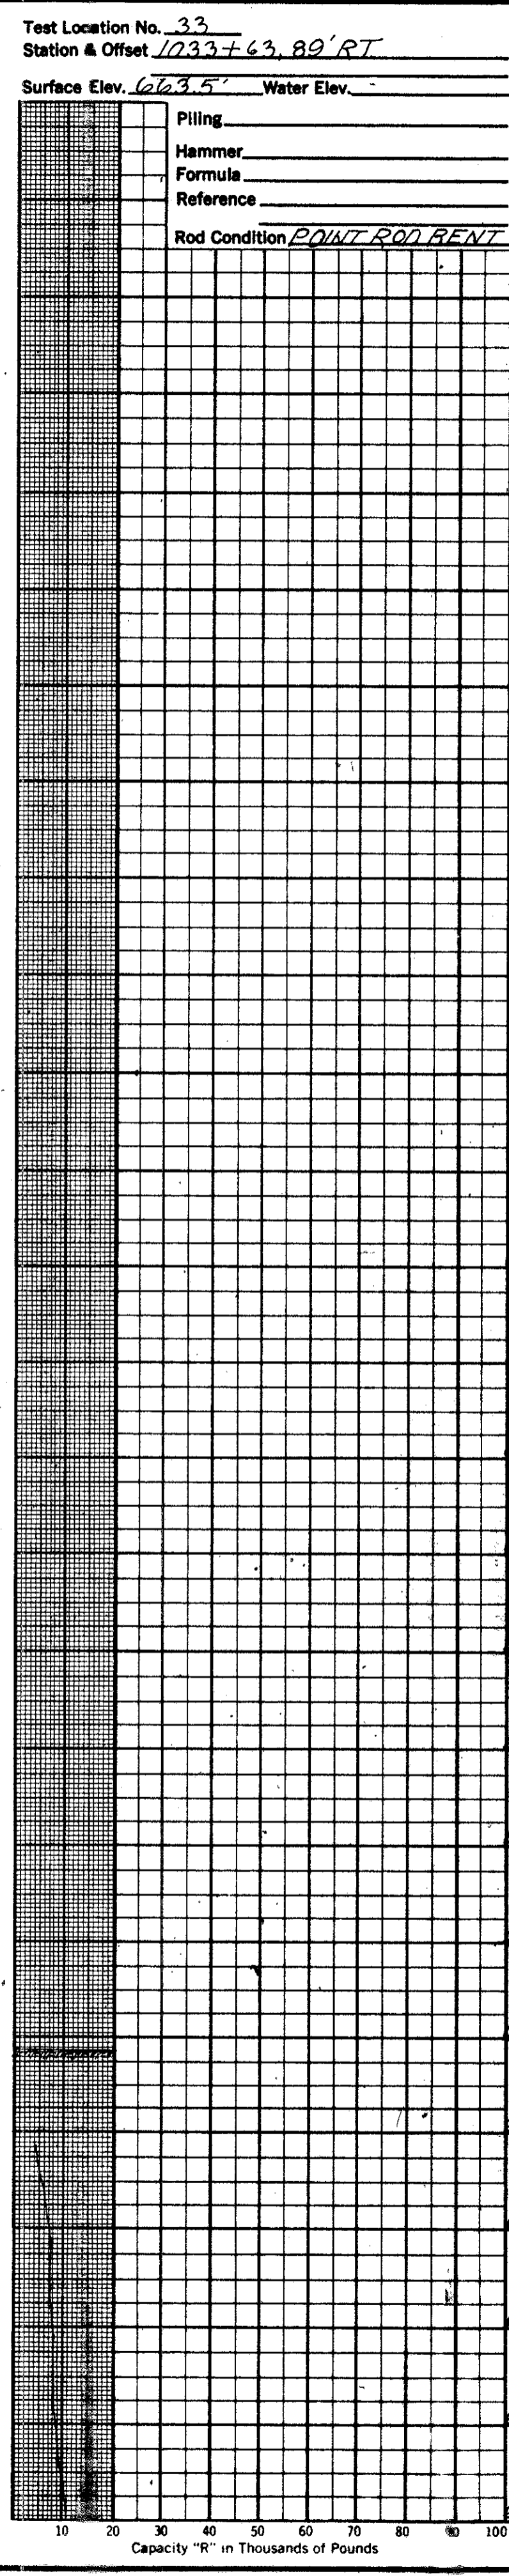 Test Location No. 33
Station & Offset 1033+63, 89' RT
Surface Elev. 663.5' Water Elev. -
Piling
Hammer
Formula
Reference
Rod Condition POINT ROD BENT
10 20 30 40 50 60 70 80 90 100
Capacity "R" in Thousands of Pounds